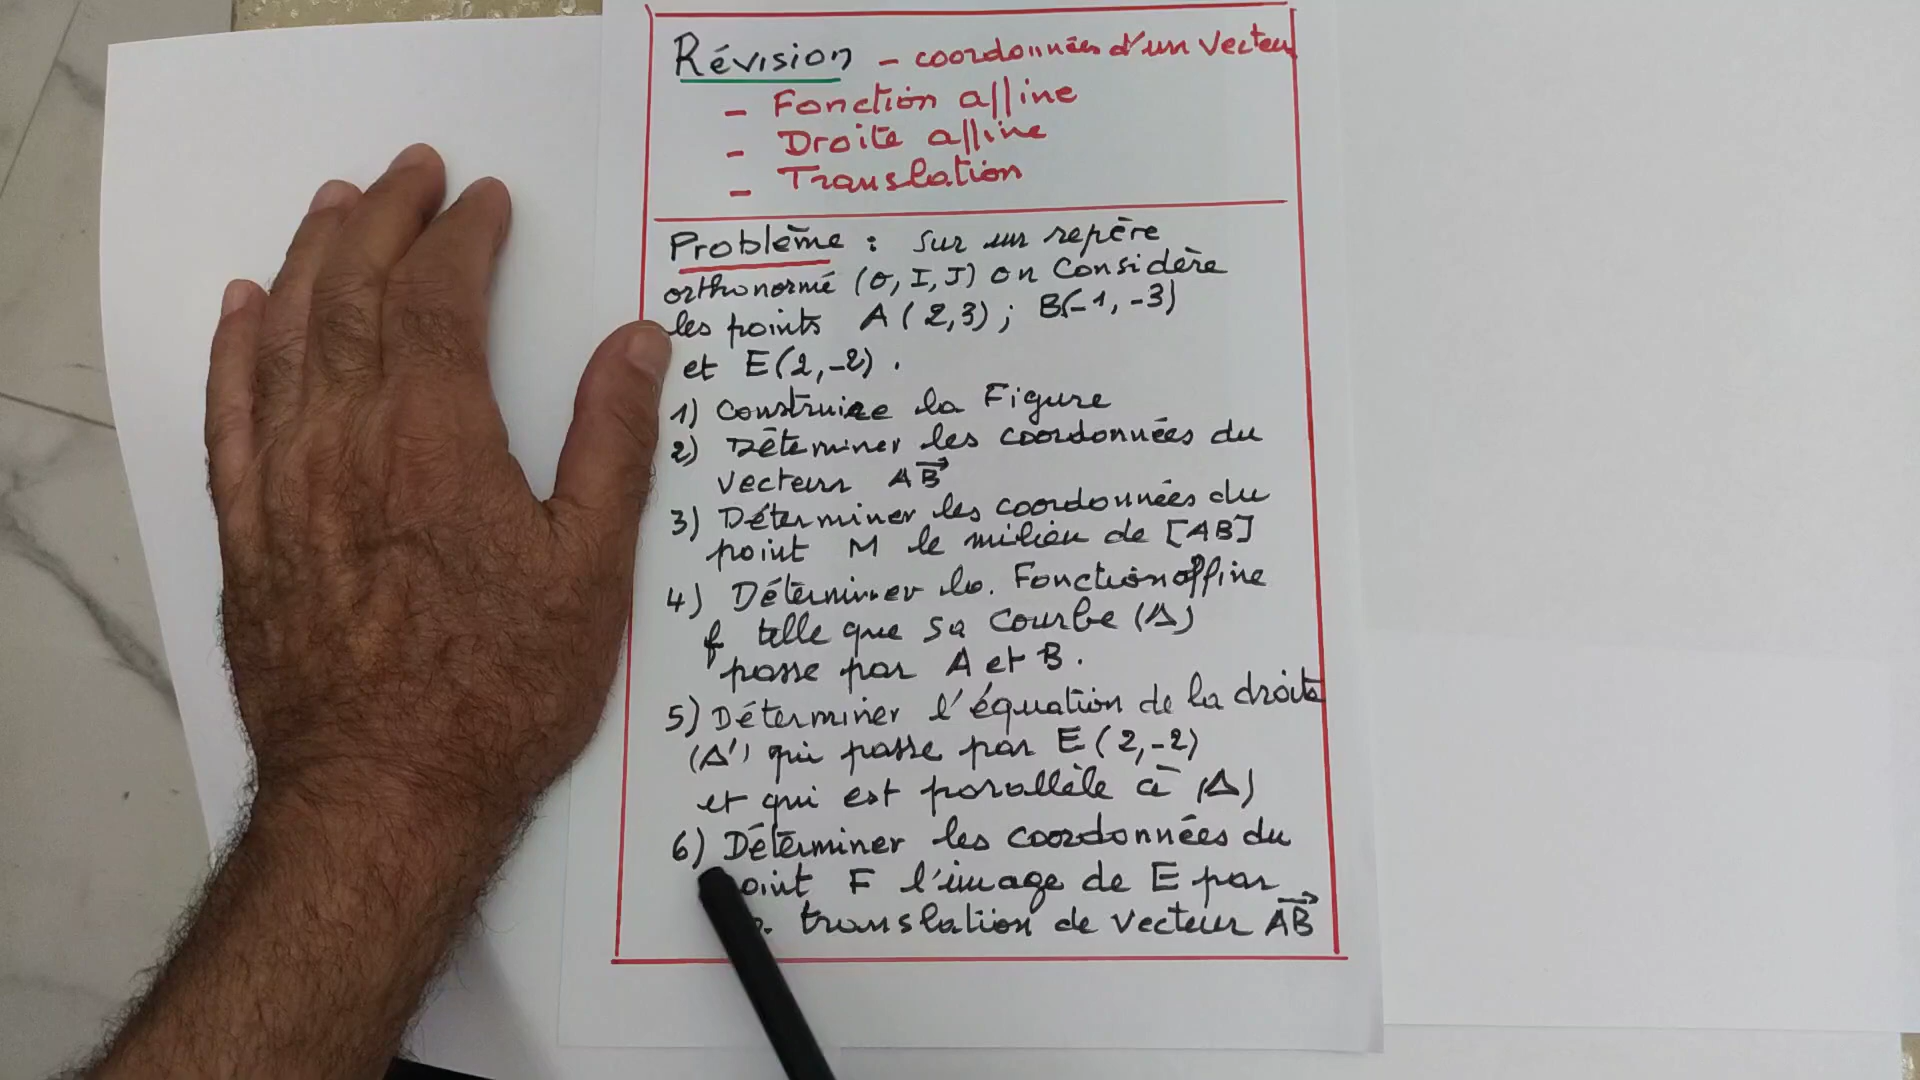 Révision - coordonnées d'un Vecteur
- Fonction affine
- Droite affine
- Translation
Problème : Sur un repère
orthonormé (O, I, J) on Considère
les points A(2,3) ; B(-1,-3)
et E(2,-2).
1) Construire la Figure
2) Déterminer les coordonnées du
vecteur AB
3) Déterminer les coordonnées du
point M le milieu de [AB]
4) Déterminer la Fonction affine
f telle que sa Courbe (Δ)
passe par A et B.
5) Déterminer l'équation de la droite
(Δ') qui passe par E(2,-2)
et qui est parallèle à (Δ)
6) Déterminer les coordonnées du
oint F l'image de E par
translation de vecteur AB